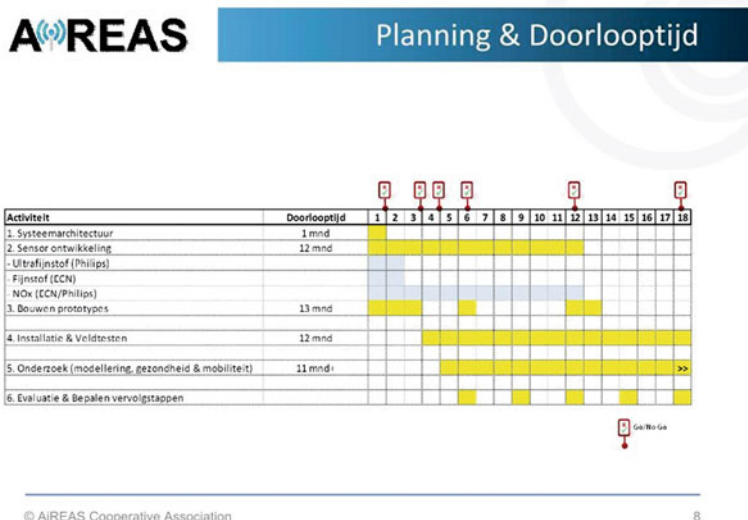 AiREAS
Planning & Doorlooptijd
Activiteit Doorlooptijd 1 2 3 4 5 6 7 8 9 10 11 12 13 14 15 16 17 18
1. Systeemarchitectuur 1 mnd
2. Sensor ontwikkeling 12 mnd
- Ultrafijnstof (Philips)
- Fijnstof (ECN)
- NOx (ECN/Philips)
3. Bouwen prototypes 13 mnd
4. Installatie & Veldtesten 12 mnd
5. Onderzoek (modellering, gezondheid & mobiliteit) 11 mnd+ >>
6. Evaluatie & Bepalen vervolgstappen
Go/No-Go
© AiREAS Cooperative Association 8